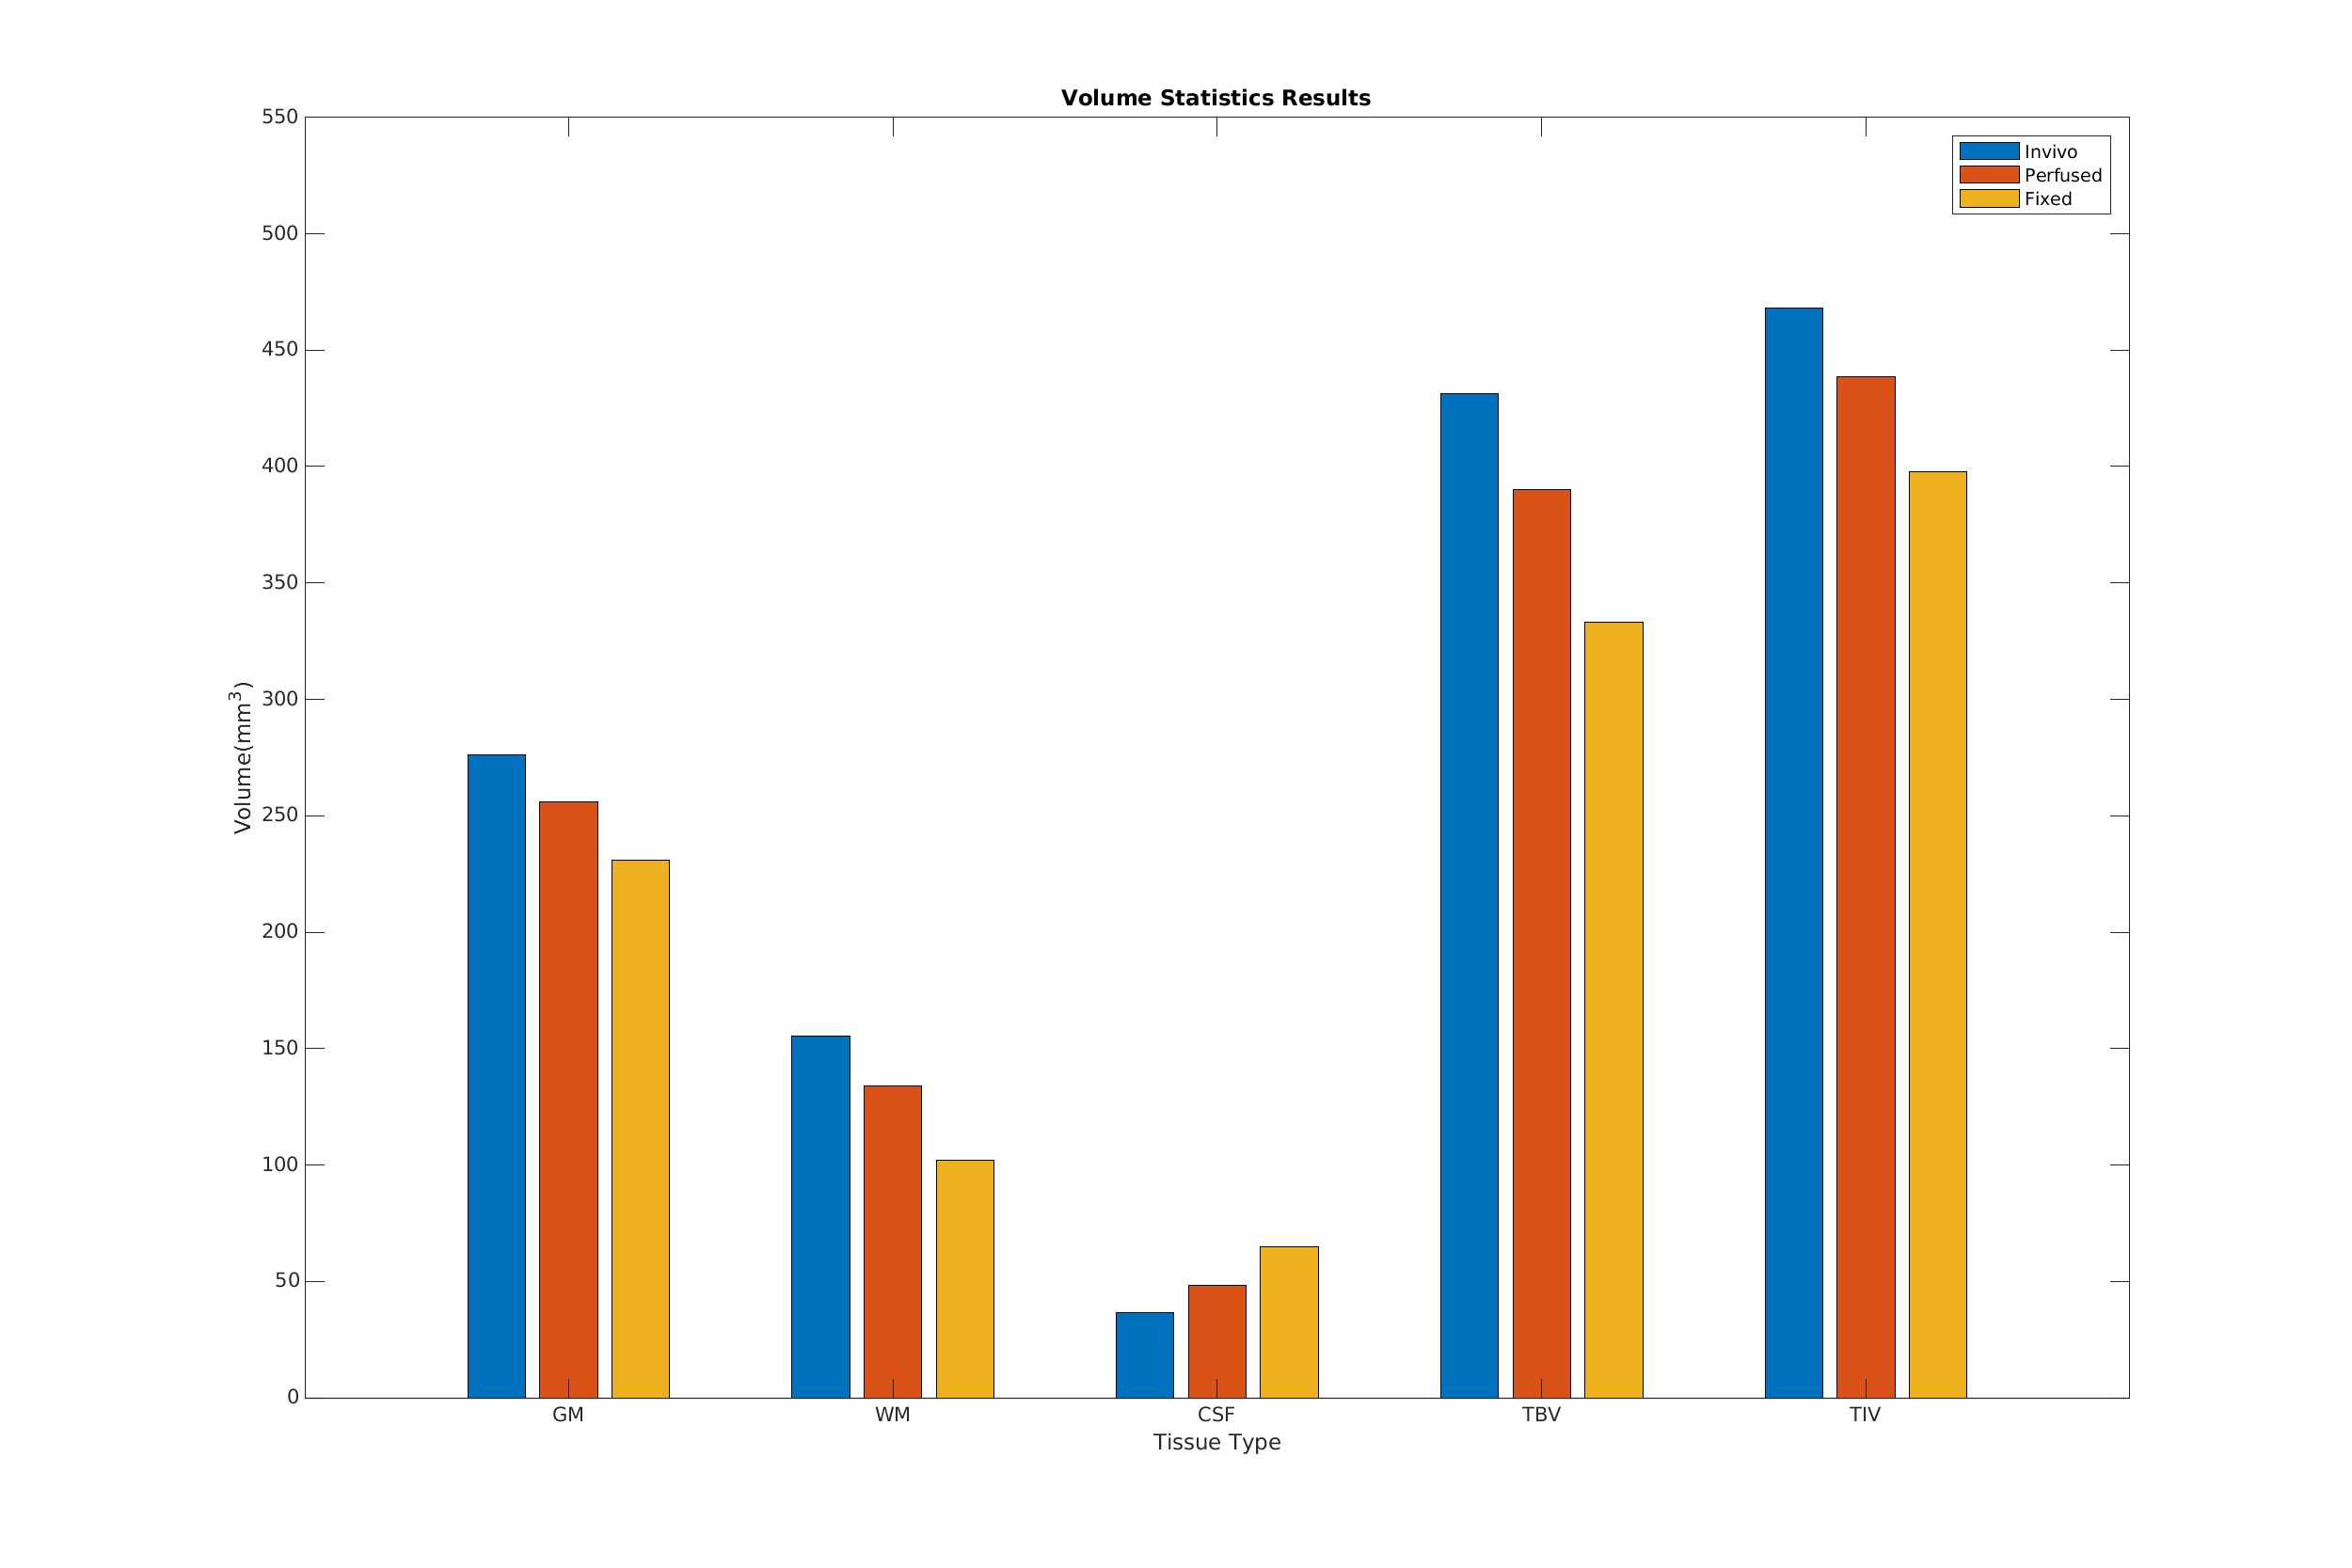 Volume Statistics Results
Invivo
Perfused
Fixed
550
500
450
400
350
300
250
200
150
100
50
0
Volume(mm³)
GM WM CSF TBV TIV
Tissue Type